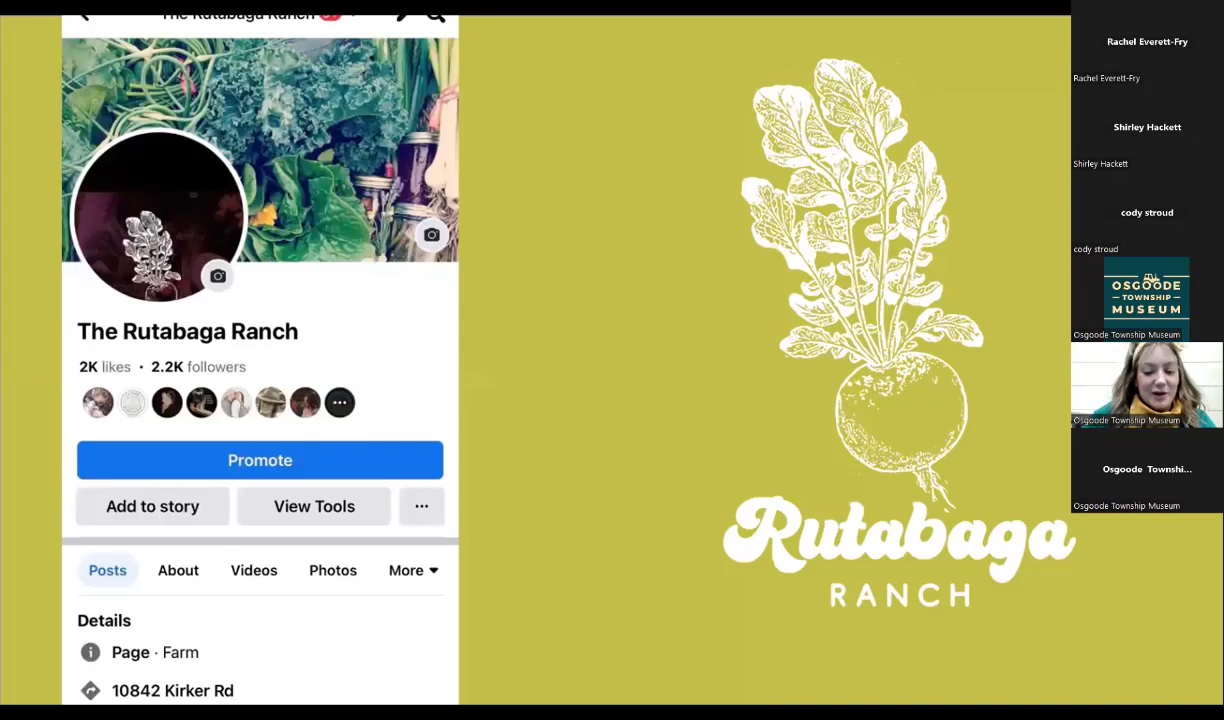 The Rutabaga Ranch
The Rutabaga Ranch
2K likes · 2.2K followers
Promote
Add to story
View Tools
Posts
About
Videos
Photos
More
Details
Page · Farm
10842 Kirker Rd
Rutabaga
RANCH
Rachel Everett-Fry
Rachel Everett-Fry
Shirley Hackett
Shirley Hackett
cody stroud
cody stroud
OSGOODE
TOWNSHIP
MUSEUM
Osgoode Township Museum
Osgoode Township Museum
Osgoode Townshi...
Osgoode Township Museum